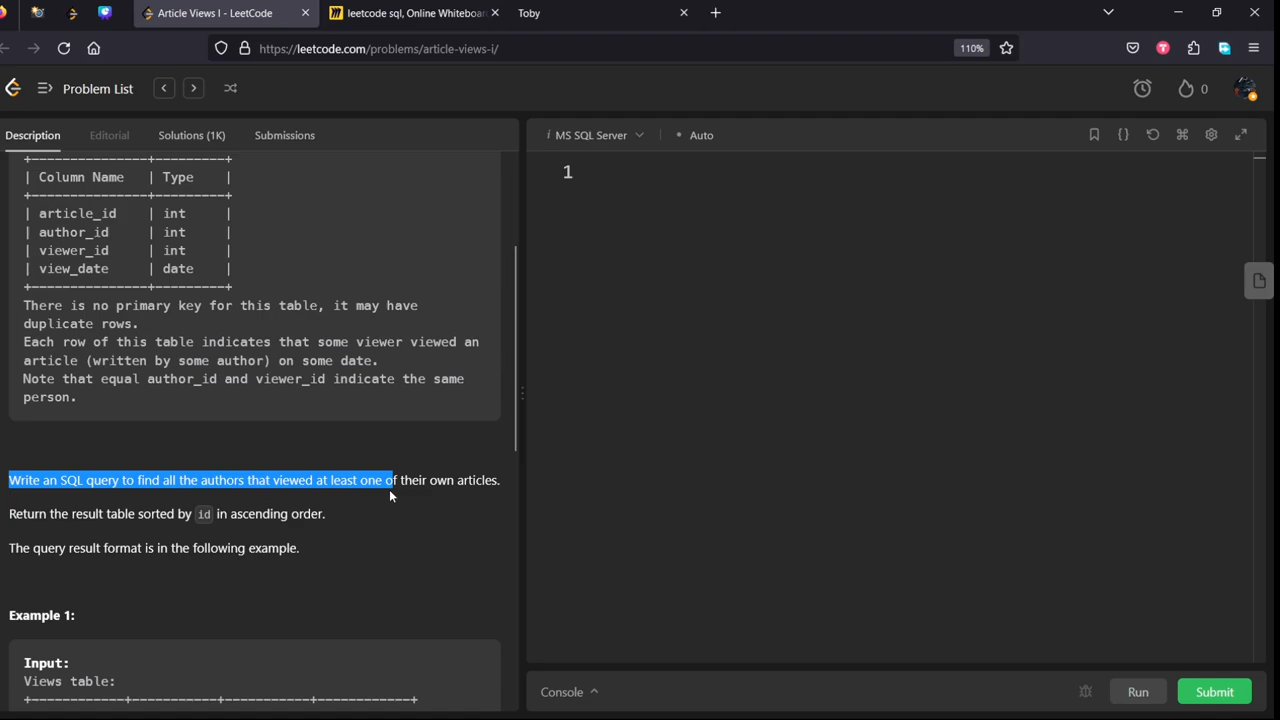 Article Views I - LeetCode
leetcode sql, Online Whiteboard
Toby
https://leetcode.com/problems/article-views-i/
110%
Problem List
0
Description
Editorial
Solutions (1K)
Submissions
i MS SQL Server
Auto
+---------------+---------+
| Column Name | Type |
+---------------+---------+
| article_id | int |
| author_id | int |
| viewer_id | int |
| view_date | date |
+---------------+---------+
There is no primary key for this table, it may have
duplicate rows.
Each row of this table indicates that some viewer viewed an
article (written by some author) on some date.
Note that equal author_id and viewer_id indicate the same
person.
Write an SQL query to find all the authors that viewed at least one of their own articles.
Return the result table sorted by id in ascending order.
The query result format is in the following example.
Example 1:
Input:
Views table:
+------------+-----------+-----------+------------+
1
Console
Run
Submit